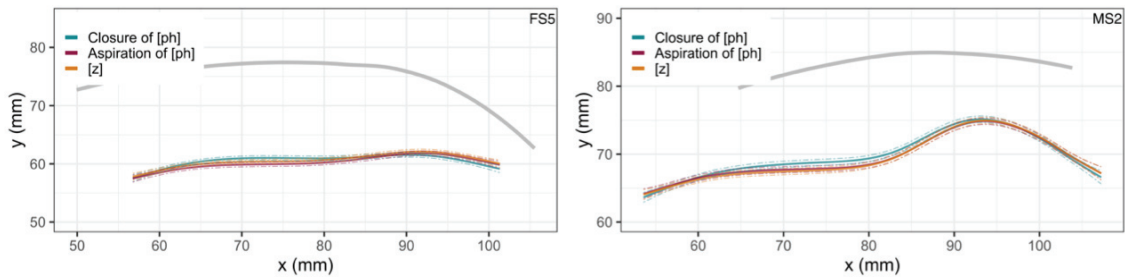 FS5
Closure of [ph]
Aspiration of [ph]
[z]
80
70
60
50
y (mm)
50 60 70 80 90 100
x (mm)
MS2
Closure of [ph]
Aspiration of [ph]
[z]
90
80
70
60
y (mm)
60 70 80 90 100
x (mm)